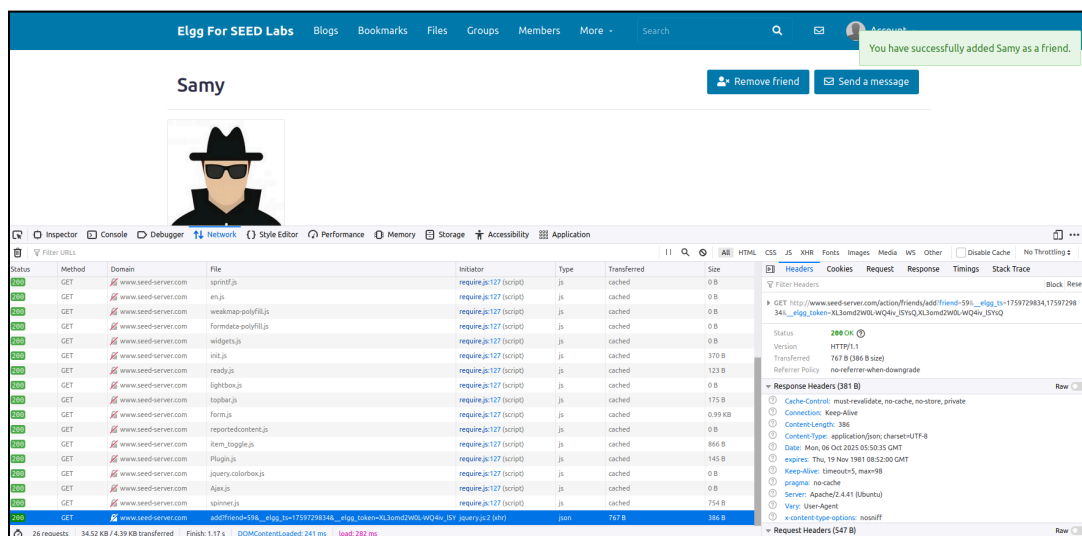 Elgg For SEED Labs Blogs Bookmarks Files Groups Members More Search
You have successfully added Samy as a friend.
Samy
Remove friend Send a message
Inspector Console Debugger Network Style Editor Performance Memory Storage Accessibility Application
Filter URLs All HTML CSS JS XHR Fonts Images Media WS Other Disable Cache No Throttling
Status Method Domain File Initiator Type Transferred Size
200 GET www.seed-server.com sprintf.js require.js:127 (script) js cached 0 B
200 GET www.seed-server.com en.js require.js:127 (script) js cached 0 B
200 GET www.seed-server.com weakmap-polyfill.js require.js:127 (script) js cached 0 B
200 GET www.seed-server.com formdata-polyfill.js require.js:127 (script) js cached 0 B
200 GET www.seed-server.com widgets.js require.js:127 (script) js cached 0 B
200 GET www.seed-server.com init.js require.js:127 (script) js cached 370 B
200 GET www.seed-server.com ready.js require.js:127 (script) js cached 123 B
200 GET www.seed-server.com lightbox.js require.js:127 (script) js cached 0 B
200 GET www.seed-server.com topbar.js require.js:127 (script) js cached 175 B
200 GET www.seed-server.com form.js require.js:127 (script) js cached 0.99 KB
200 GET www.seed-server.com reportedcontent.js require.js:127 (script) js cached 0 B
200 GET www.seed-server.com item_toggle.js require.js:127 (script) js cached 866 B
200 GET www.seed-server.com Plugin.js require.js:127 (script) js cached 145 B
200 GET www.seed-server.com jquery.colorbox.js require.js:127 (script) js cached 0 B
200 GET www.seed-server.com Ajax.js require.js:127 (script) js cached 0 B
200 GET www.seed-server.com spinner.js require.js:127 (script) js cached 754 B
200 GET www.seed-server.com add?friend=59&__elgg_ts=1759729834&__elgg_token=XL3omd2W0L-WQ4iv_lSY jquery.js:2 (xhr) json 767 B 386 B
26 requests 34.52 KB / 4.39 KB transferred Finish: 1.17 s DOMContentLoaded: 241 ms load: 282 ms
Headers Cookies Request Response Timings Stack Trace
Filter Headers Block Rese
GET http://www.seed-server.com/action/friends/add?friend=59&__elgg_ts=1759729834,17597298
34&__elgg_token=XL3omd2W0L-WQ4iv_lSYsQ,XL3omd2W0L-WQ4iv_lSYsQ
Status 200 OK
Version HTTP/1.1
Transferred 767 B (386 B size)
Referrer Policy no-referrer-when-downgrade
Response Headers (381 B) Raw
Cache-Control: must-revalidate, no-cache, no-store, private
Connection: Keep-Alive
Content-Length: 386
Content-Type: application/json; charset=UTF-8
Date: Mon, 06 Oct 2025 05:50:35 GMT
expires: Thu, 19 Nov 1981 08:52:00 GMT
Keep-Alive: timeout=5, max=98
pragma: no-cache
Server: Apache/2.4.41 (Ubuntu)
Vary: User-Agent
x-content-type-options: nosniff
Request Headers (547 B) Raw